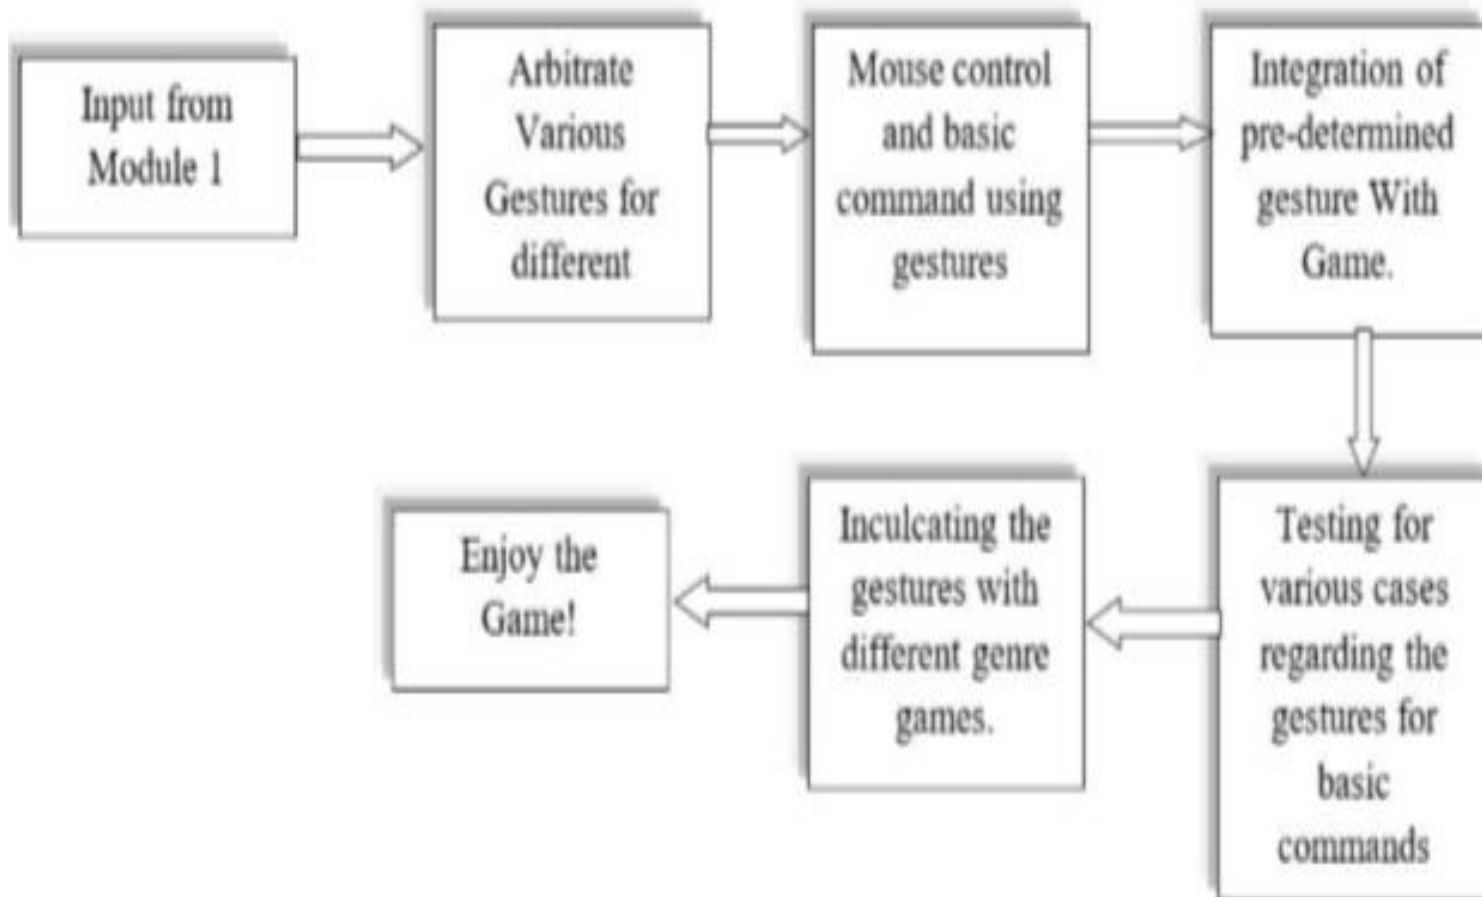 Input from
Module 1
Arbitrate
Various
Gestures for
different
Mouse control
and basic
command using
gestures
Integration of
pre-determined
gesture With
Game.
Testing for
various cases
regarding the
gestures for
basic
commands
Inculcating the
gestures with
different genre
games.
Enjoy the
Game!